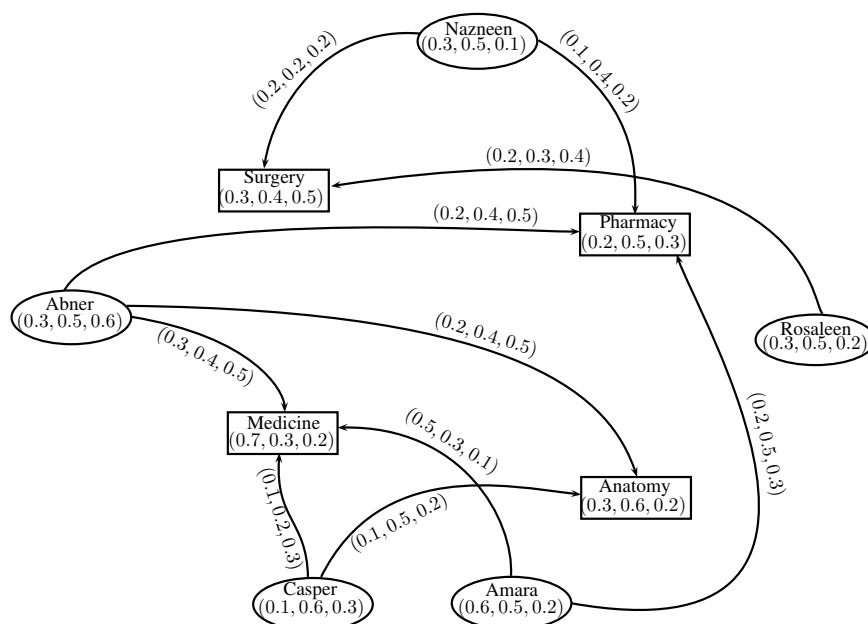 Nazneen
(0.3, 0.5, 0.1)
(0.2, 0.2, 0.2)
(0.1, 0.4, 0.2)
(0.2, 0.3, 0.4)
Surgery
(0.3, 0.4, 0.5)
(0.2, 0.4, 0.5)
Pharmacy
(0.2, 0.5, 0.3)
Abner
(0.3, 0.5, 0.6)
Rosaleen
(0.3, 0.5, 0.2)
(0.3, 0.4, 0.5)
(0.2, 0.4, 0.5)
Medicine
(0.7, 0.3, 0.2)
(0.5, 0.3, 0.1)
(0.2, 0.5, 0.3)
Anatomy
(0.3, 0.6, 0.2)
(0.1, 0.2, 0.3)
(0.1, 0.5, 0.2)
Casper
(0.1, 0.6, 0.3)
Amara
(0.6, 0.5, 0.2)